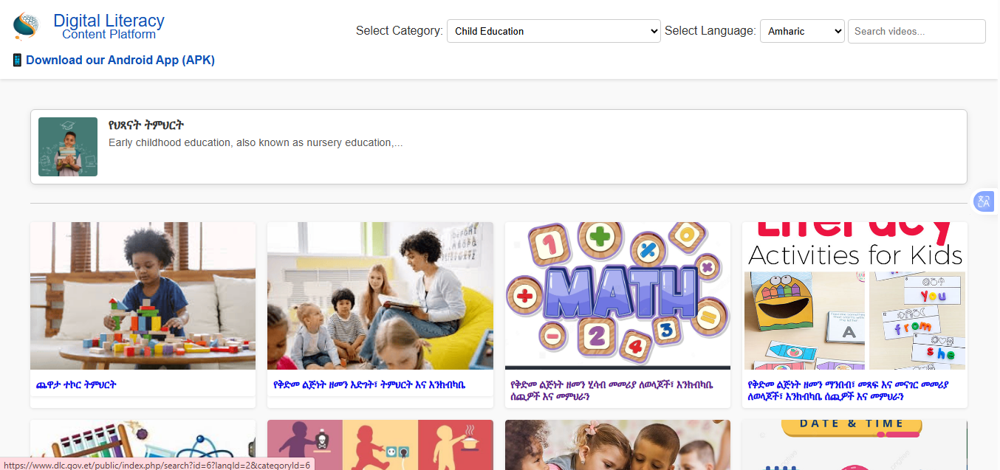 Digital Literacy
Content Platform
Select Category:
Child Education
Select Language:
Amharic
Search videos...
Download our Android App (APK)
የህጻናት ትምህርት
Early childhood education, also known as nursery education,...
1
MATH
2
4
3
Literacy
Activities for Kids
A
you
from
she
ጨዋታ ተኮር ትምህርት
የቅድመ ልጅነት ዘመን እድገት፣ ትምህርት እና እንክብካቤ
የቅድመ ልጅነት ዘመን ሂሳብ መመሪያ ለወላጆች፣ እንክብካቤ
ሰጪዎች እና መምህራን
የቅድመ ልጅነት ዘመን ማንበብ፣ መጻፍ እና መናገር መመሪያ
ለወላጆች፣ እንክብካቤ ሰጪዎች እና መምህራን
DATE & TIME
https://www.dlc.gov.et/public/index.php/search?id=6?langId=2&categoryId=6